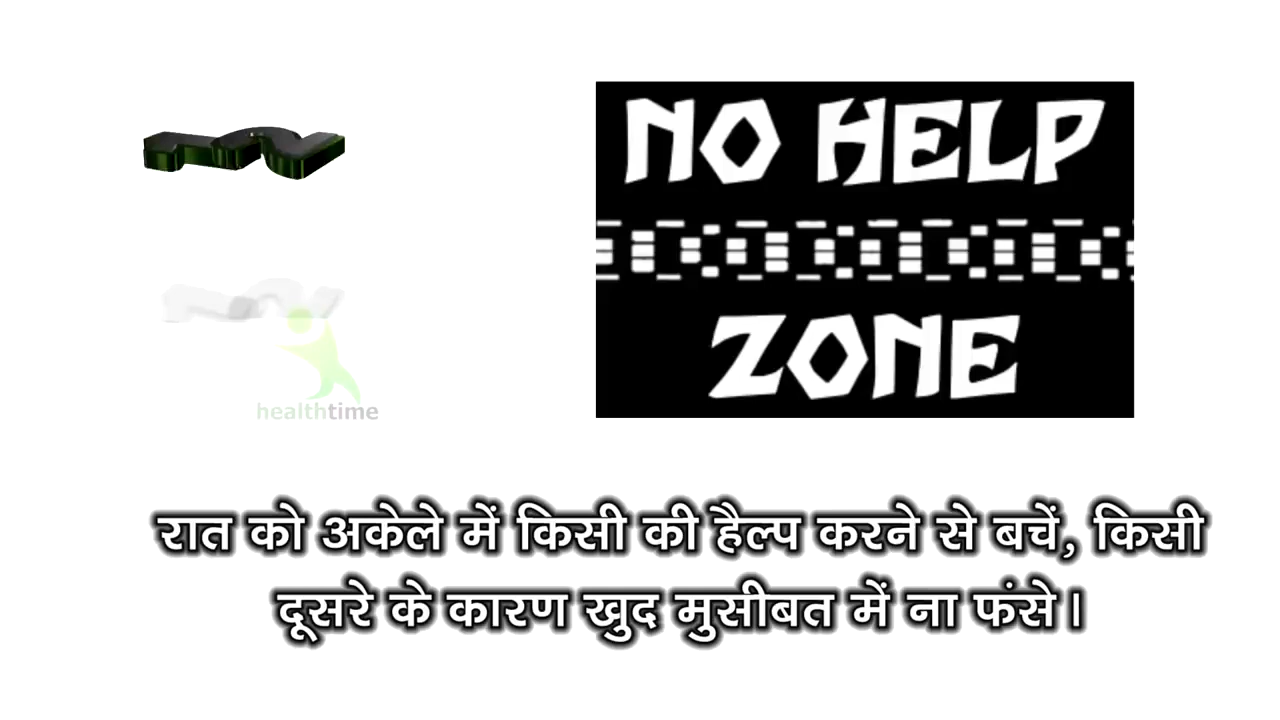 NO HELP
ZONE
healthtime
रात को अकेले में किसी की हैल्प करने से बचें, किसी
दूसरे के कारण खुद मुसीबत में ना फंसे।